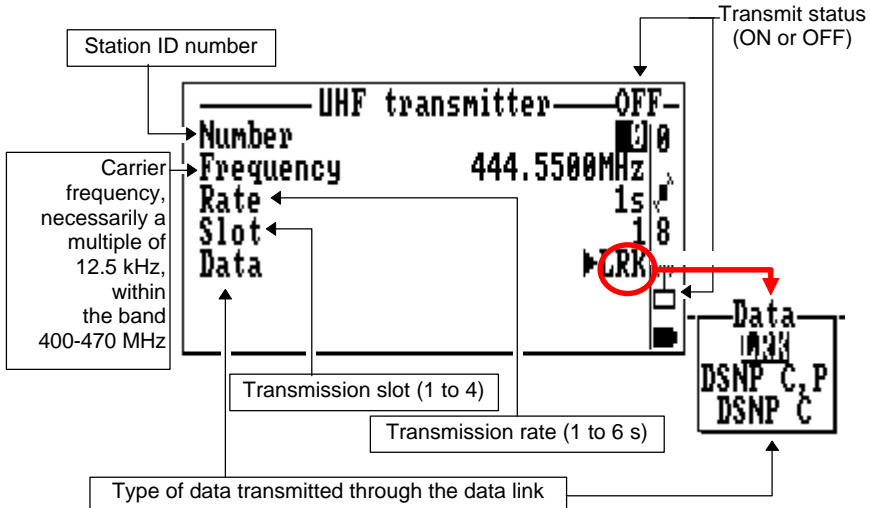 Transmit status
(ON or OFF)
Station ID number
UHF transmitter OFF
Number 0
Frequency 444.5500MHz
Rate 1s
Slot 1 8
Data LRK
Carrier
frequency,
necessarily a
multiple of
12.5 kHz,
within
the band
400-470 MHz
Data
LRK
DSNP C,P
DSNP C
Transmission slot (1 to 4)
Transmission rate (1 to 6 s)
Type of data transmitted through the data link